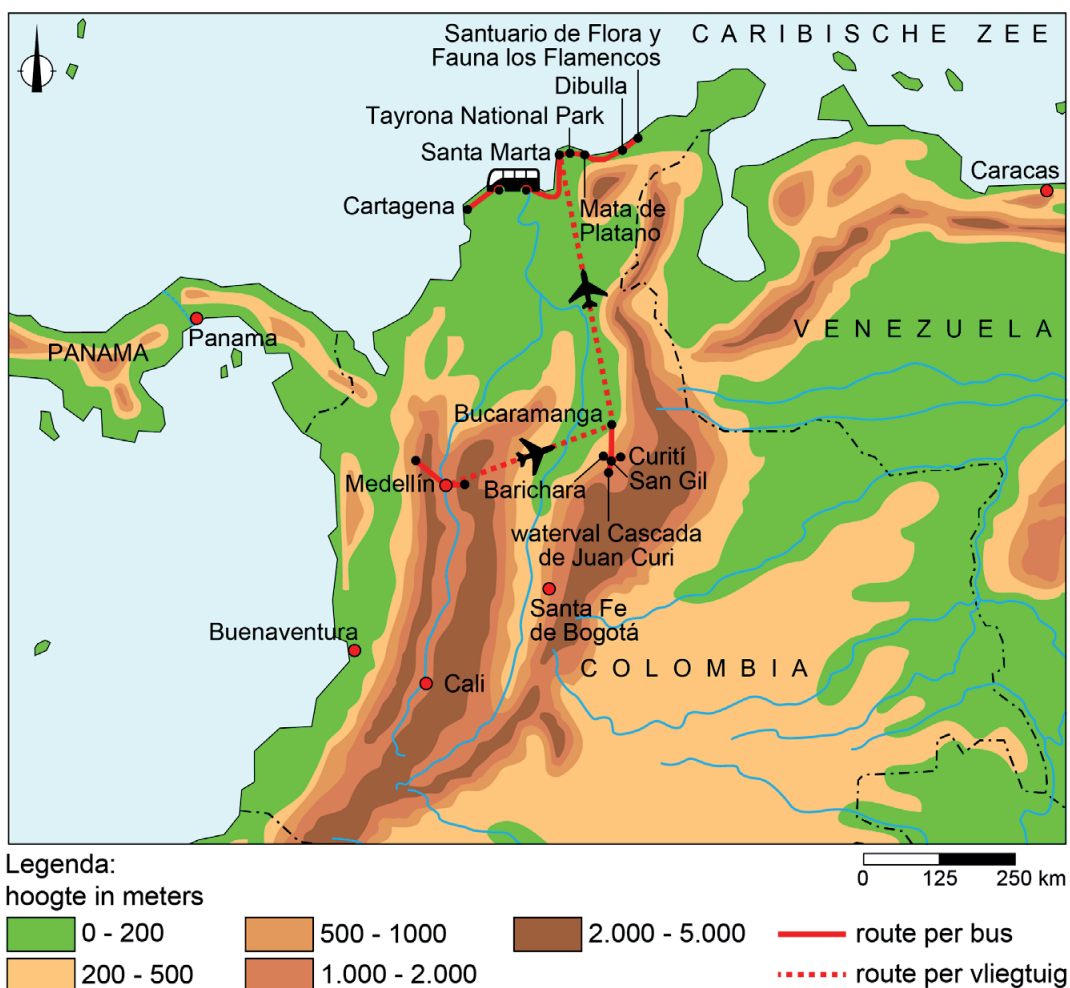 Santuario de Flora y
Fauna los Flamencos
CARIBISCHE ZEE
Dibulla
Tayrona National Park
Santa Marta
Caracas
Cartagena
Mata de
Platano
VENEZUELA
PANAMA
Panama
Bucaramanga
Medellín
Curití
Barichara
San Gil
waterval Cascada
de Juan Curi
Santa Fe
de Bogotá
Buenaventura
COLOMBIA
Cali
Legenda:
hoogte in meters
0 125 250 km
0 - 200
500 - 1000
2.000 - 5.000
route per bus
200 - 500
1.000 - 2.000
route per vliegtuig